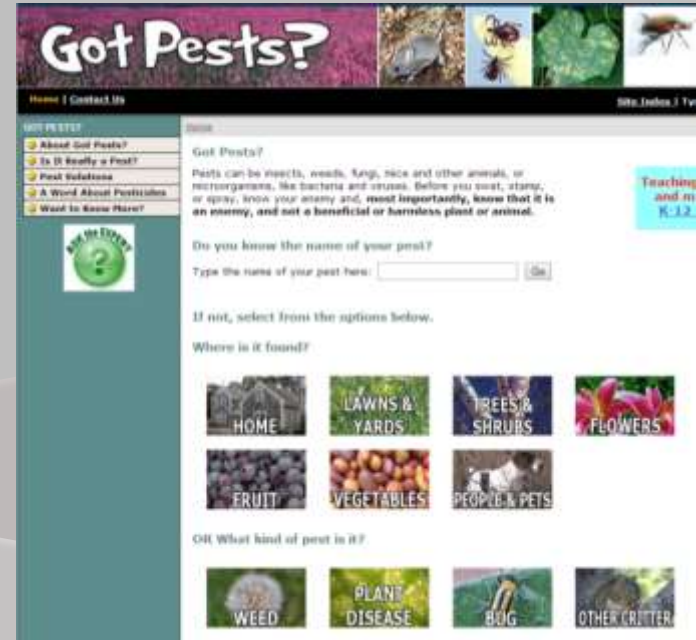 Got Pests?
Home | Contact Us
Site Index |
GOT PESTS?
About Got Pests?
Is It Really a Pest?
Pest Solutions
A Word About Pesticides
Want to Know More?
ASK the EXPERT
?
Home
Got Pests?
Pests can be insects, weeds, fungi, mice and other animals, or
microorganisms, like bacteria and viruses. Before you swat, stamp,
or spray, know your enemy and, most importantly, know that it is
an enemy, and not a beneficial or harmless plant or animal.
Teaching
and m
K-12
Do you know the name of your pest?
Type the name of your pest here: Go
If not, select from the options below.
Where is it found?
HOME LAWNS & YARDS TREES & SHRUBS FLOWERS
FRUIT VEGETABLES PEOPLE & PETS
OR What kind of pest is it?
WEED PLANT DISEASE BUG OTHER CRITTER